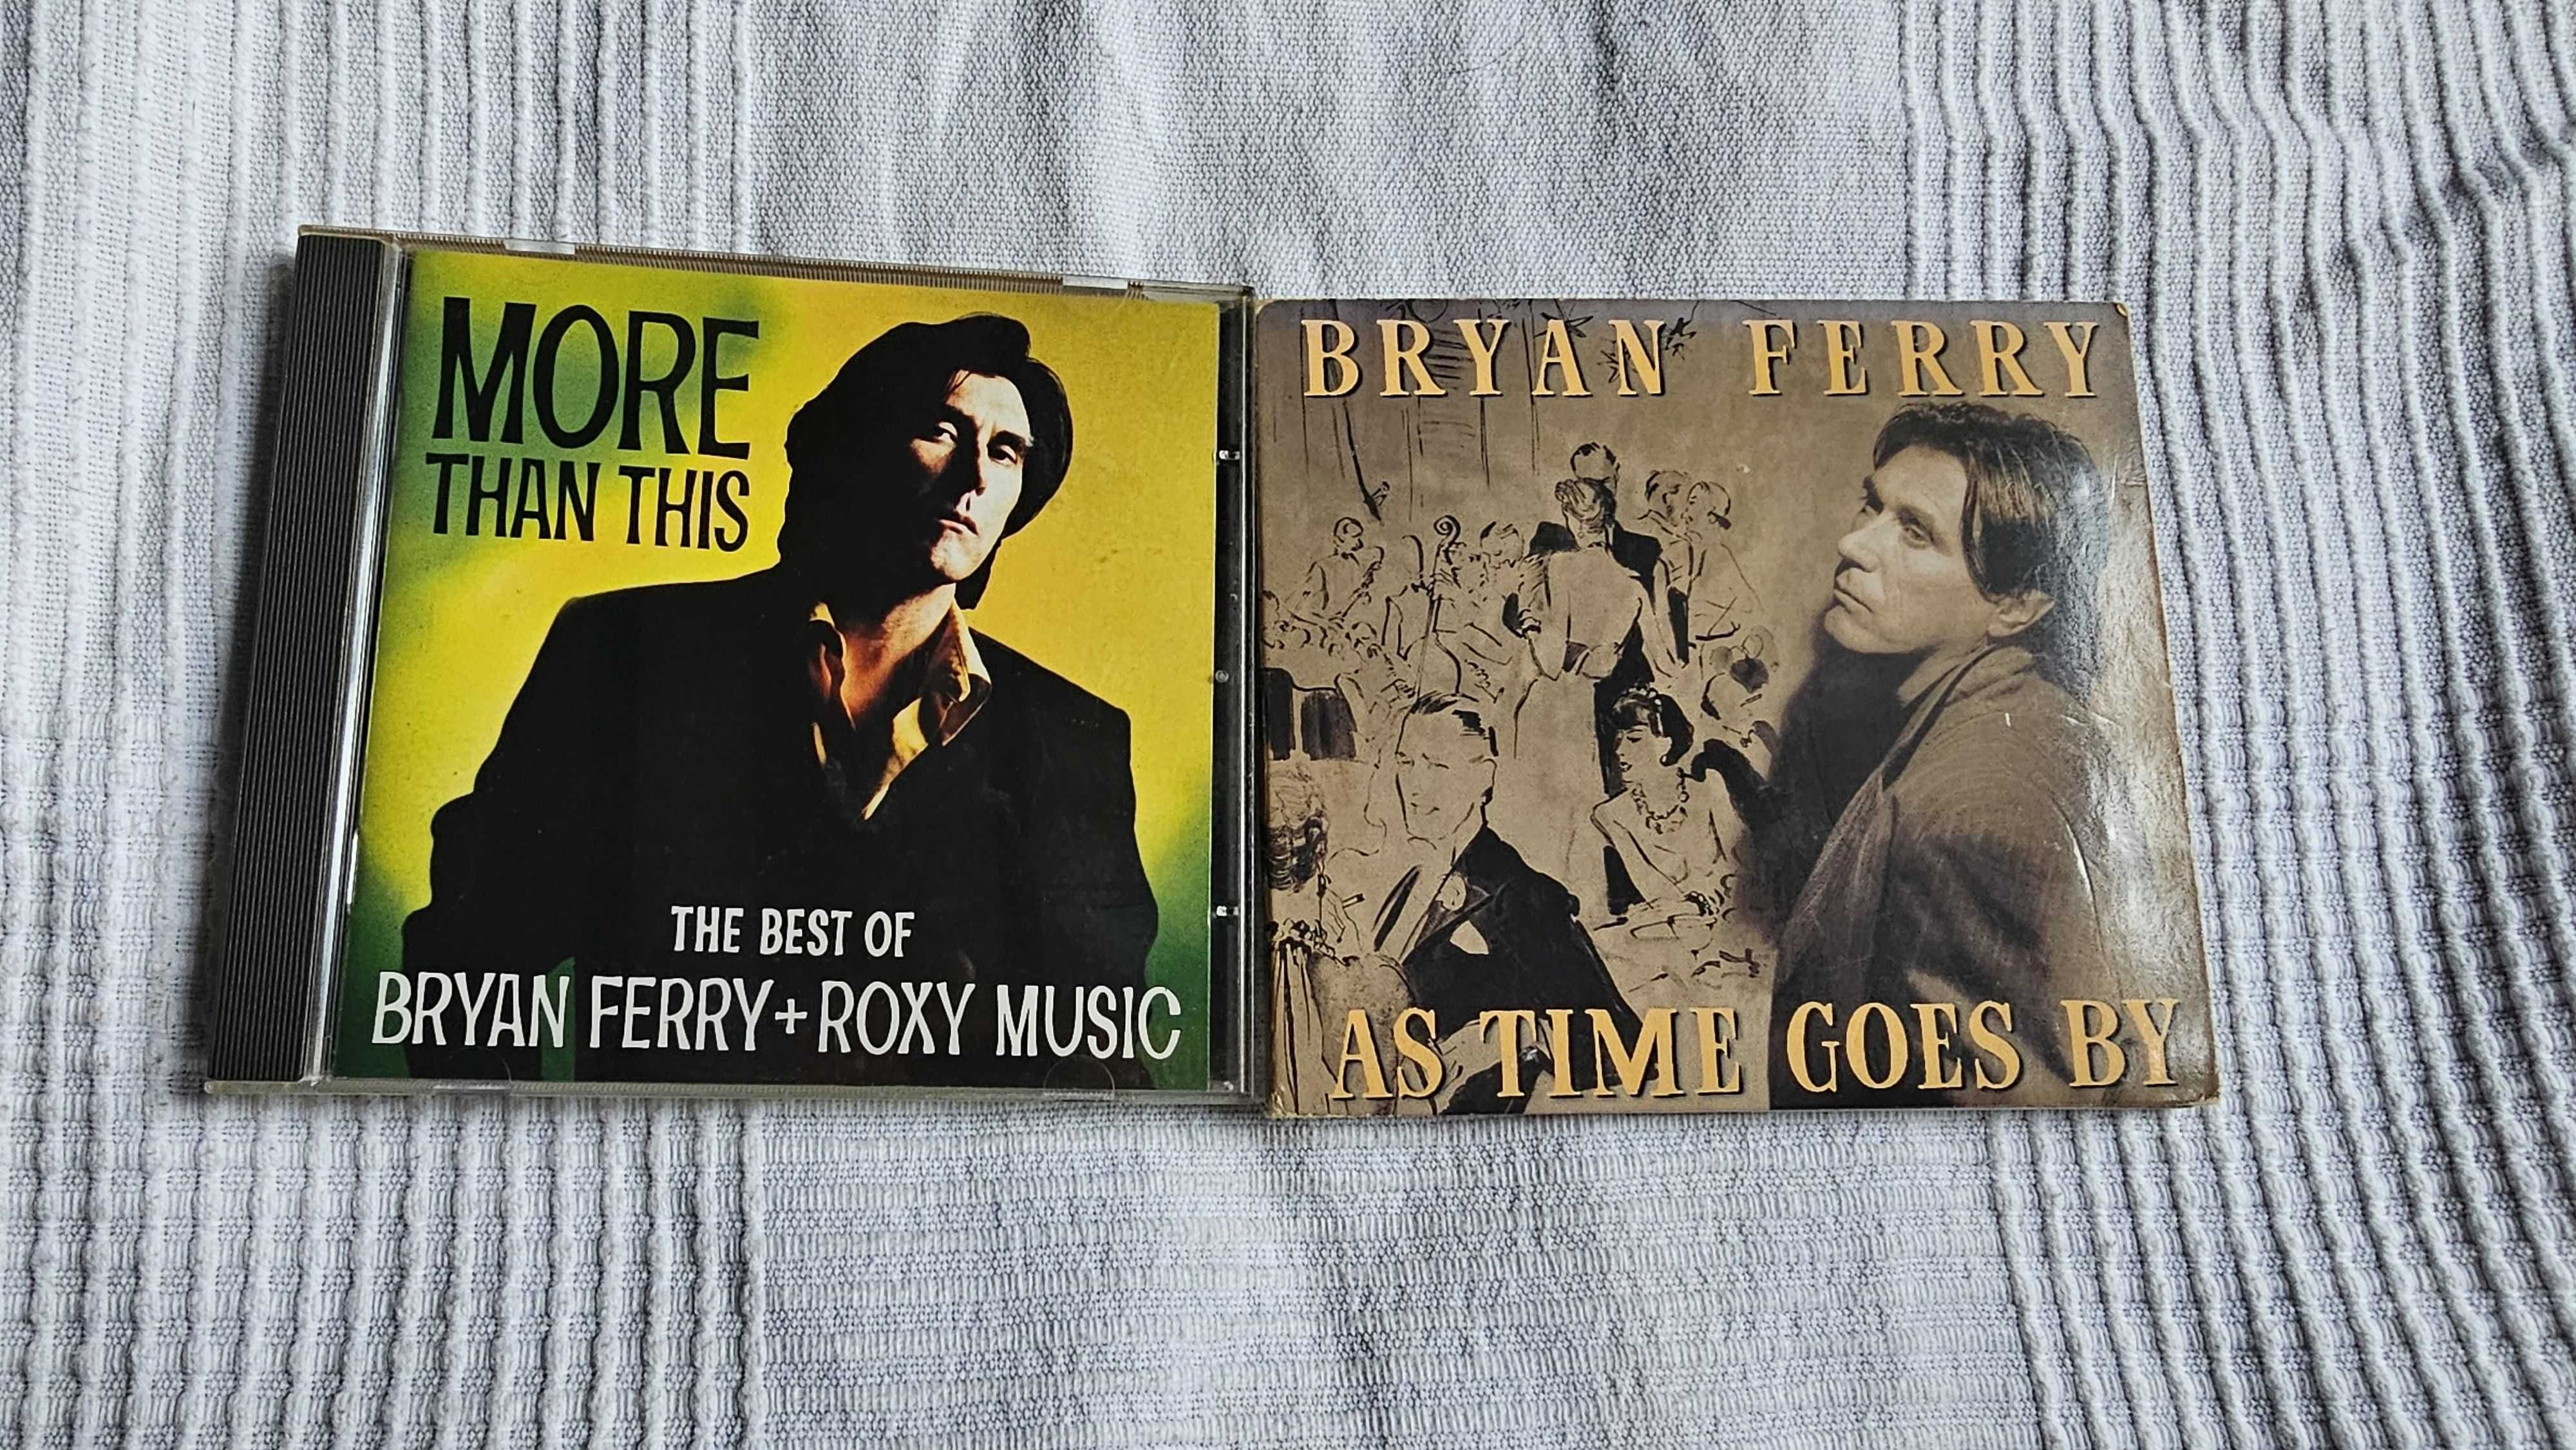 MORE
THAN THIS
THE BEST OF
BRYAN FERRY + ROXY MUSIC
BRYAN FERRY
AS TIME GOES BY